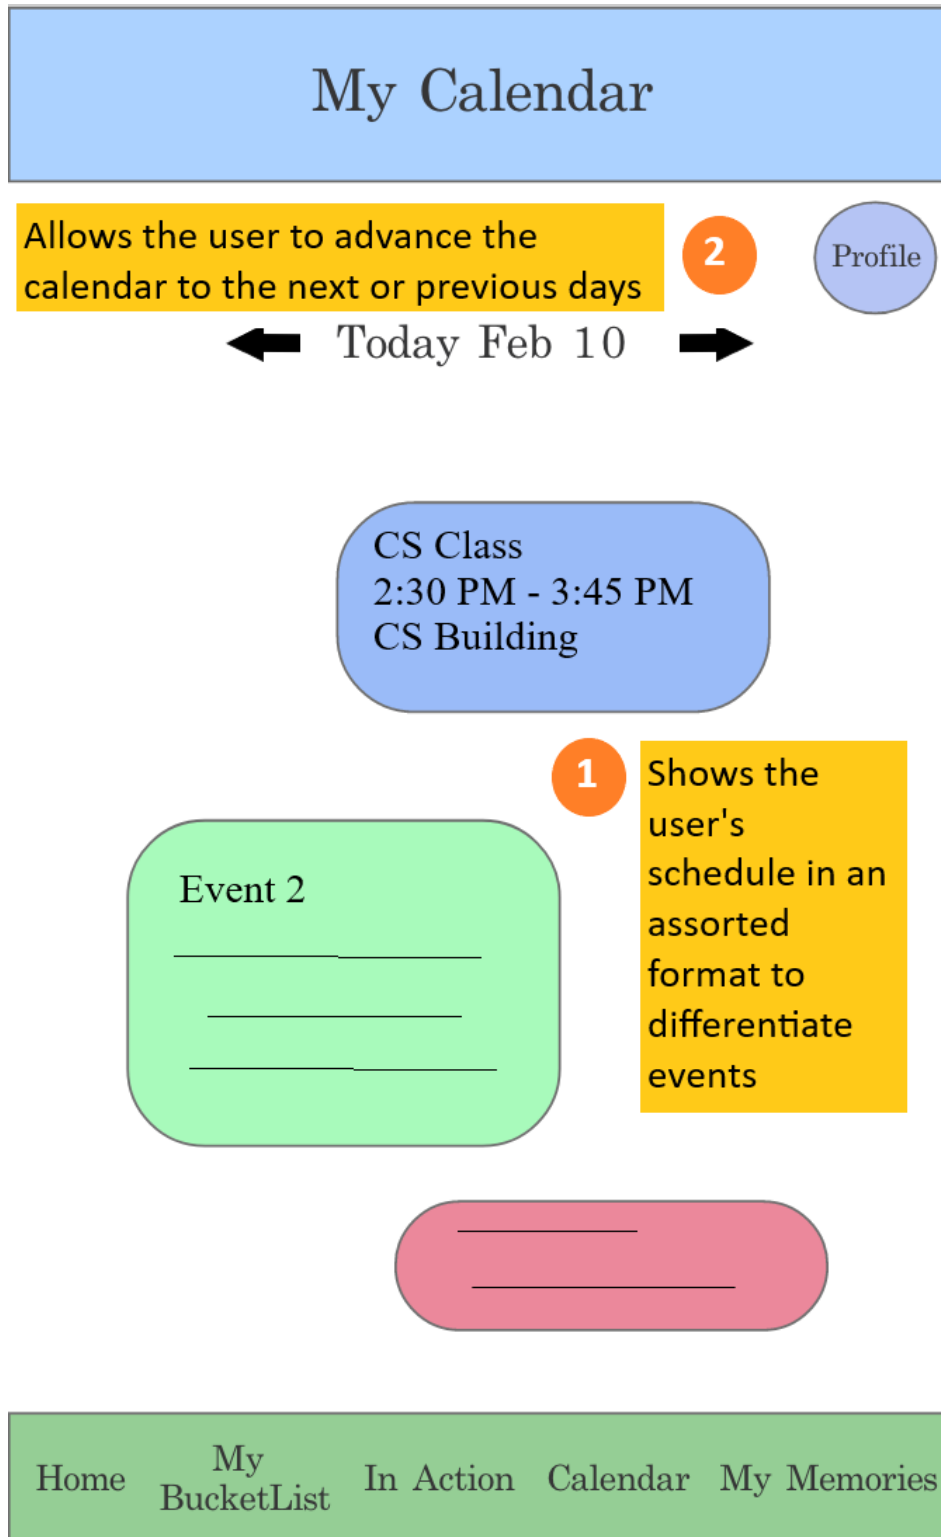 My Calendar
Allows the user to advance the
calendar to the next or previous days
2
Profile
Today Feb 10
CS Class
2:30 PM - 3:45 PM
CS Building
1
Shows the
user's
schedule in an
assorted
format to
differentiate
events
Event 2
Home
My
BucketList
In Action
Calendar
My Memories